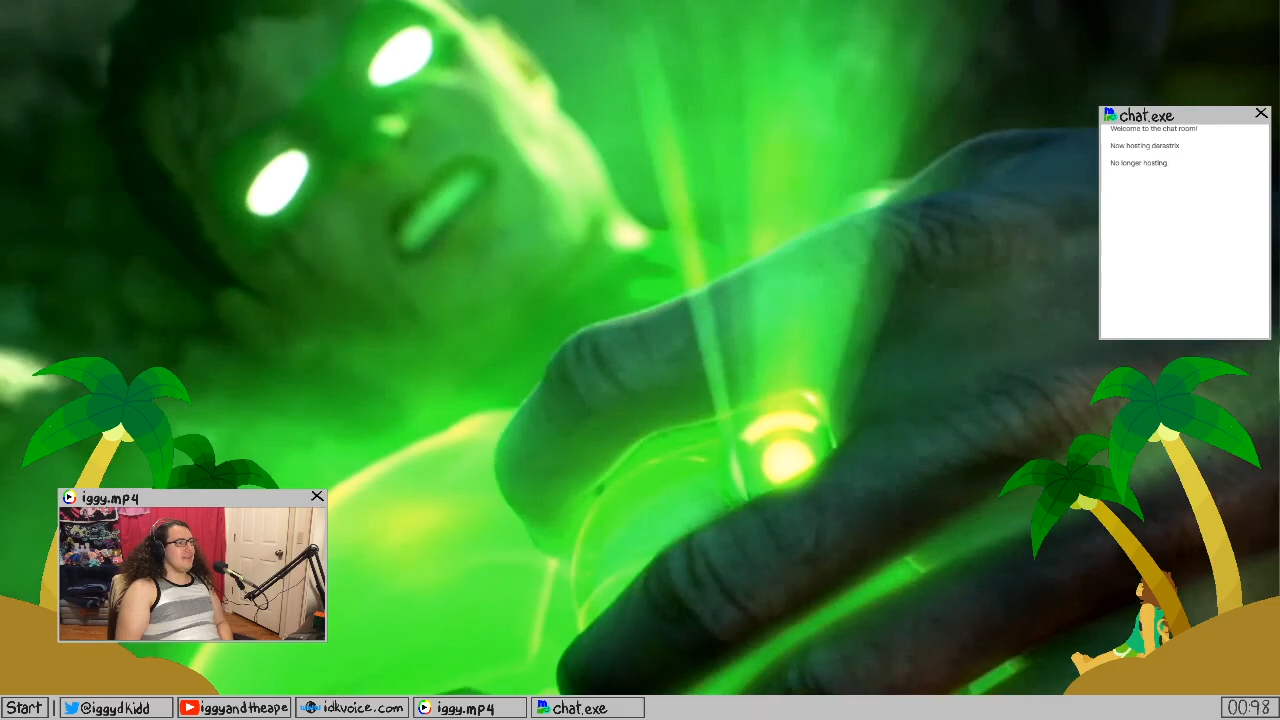 chat.exe
Welcome to the chat room!
Now hosting darastrix
No longer hosting.
iggy.mp4
Start
@iggydkidd
iggyandtheape
www idkvoice.com
iggy.mp4
chat.exe
00:98